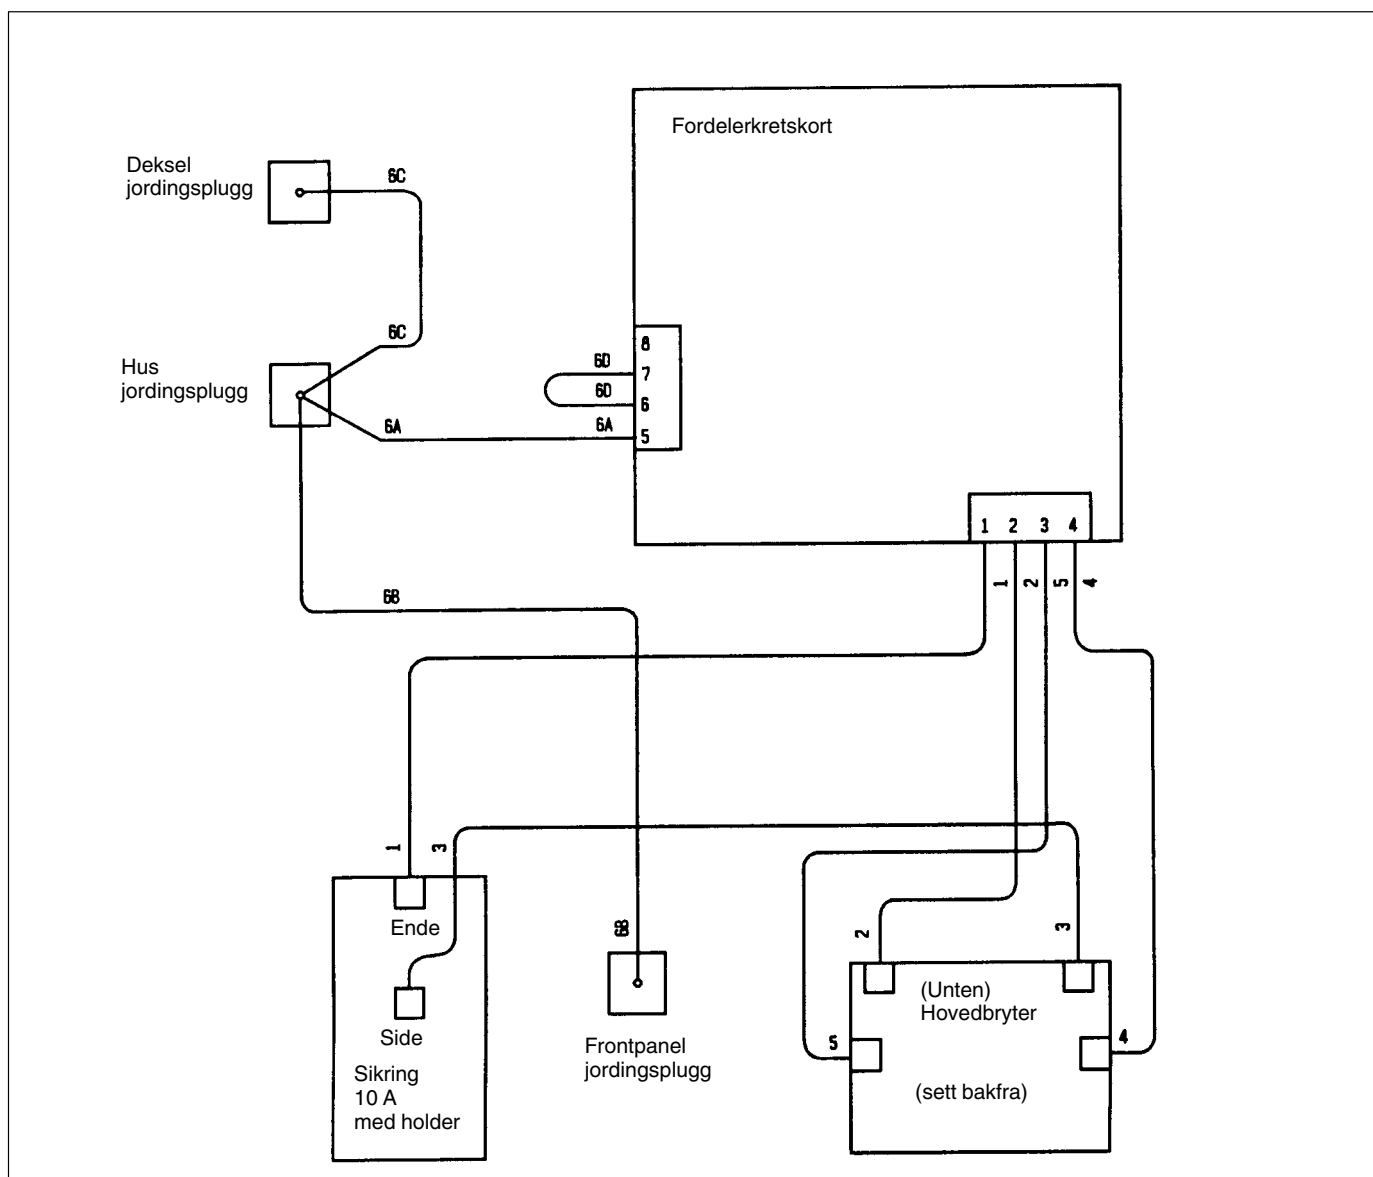 Fordelerkretskort
Deksel
jordingsplugg
6C
6C
Hus
jordingsplugg
8
6D
7
6D
6
6A
6A
5
1 2 3 4
1 2 5 4
6B
1 3
Ende
Side
Sikring
10 A
med holder
6B
Frontpanel
jordingsplugg
2
3
(Unten)
Hovedbryter
5
4
(sett bakfra)